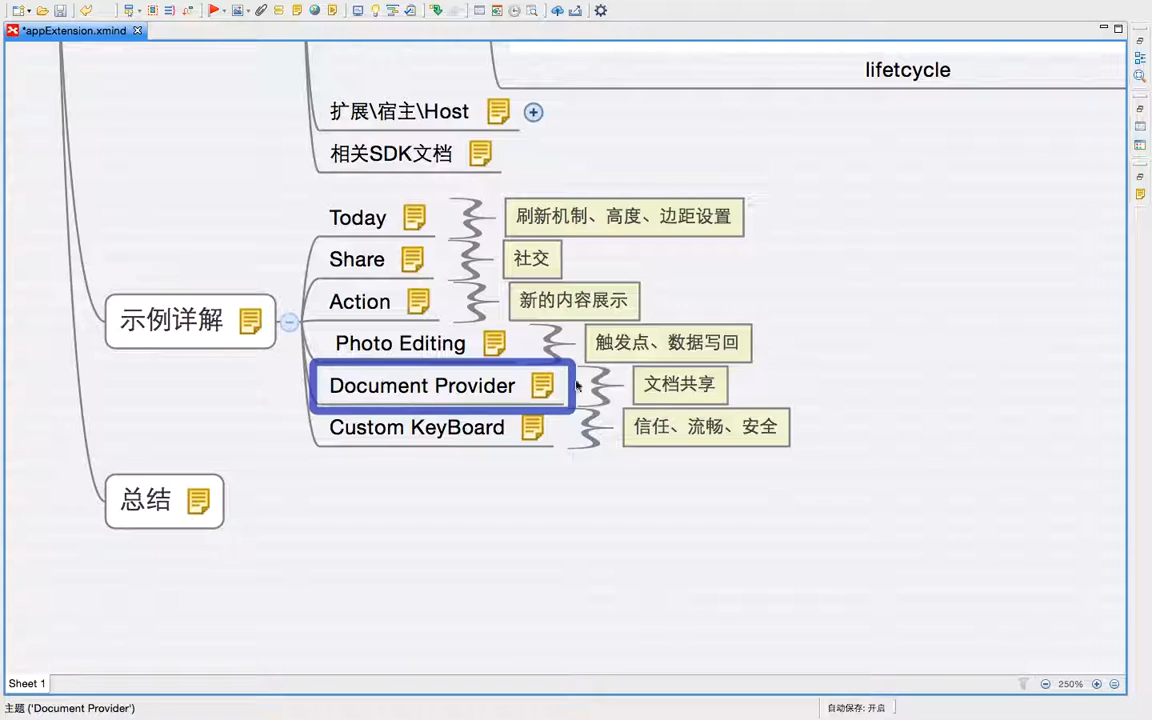 *appExtension.xmind
lifetcycle
扩展\宿主\Host
相关SDK文档
Today
刷新机制、高度、边距设置
Share
社交
Action
新的内容展示
示例详解
Photo Editing
触发点、数据写回
Document Provider
文档共享
Custom KeyBoard
信任、流畅、安全
总结
Sheet 1
250%
主题 ('Document Provider')
自动保存: 开启